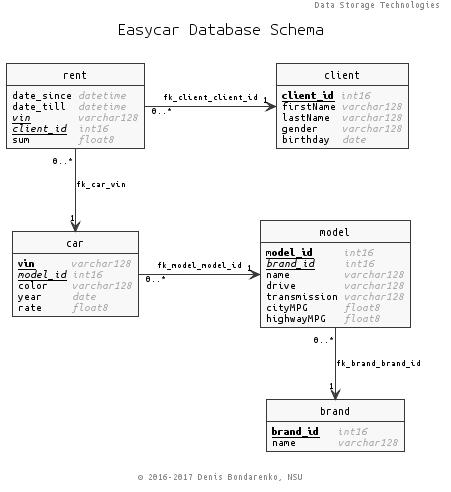 Data Storage Technologies
Easycar Database Schema
rent
date_since datetime
date_till datetime
vin varchar128
client_id int16
sum float8
fk_client_client_id
0..*
1
client
client_id int16
firstName varchar128
lastName varchar128
gender varchar128
birthday date
0..*
fk_car_vin
1
car
vin varchar128
model_id int16
color varchar128
year date
rate float8
fk_model_model_id
0..*
1
model
model_id int16
brand_id int16
name varchar128
drive varchar128
transmission varchar128
cityMPG float8
highwayMPG float8
0..*
fk_brand_brand_id
1
brand
brand_id int16
name varchar128
© 2016-2017 Denis Bondarenko, NSU